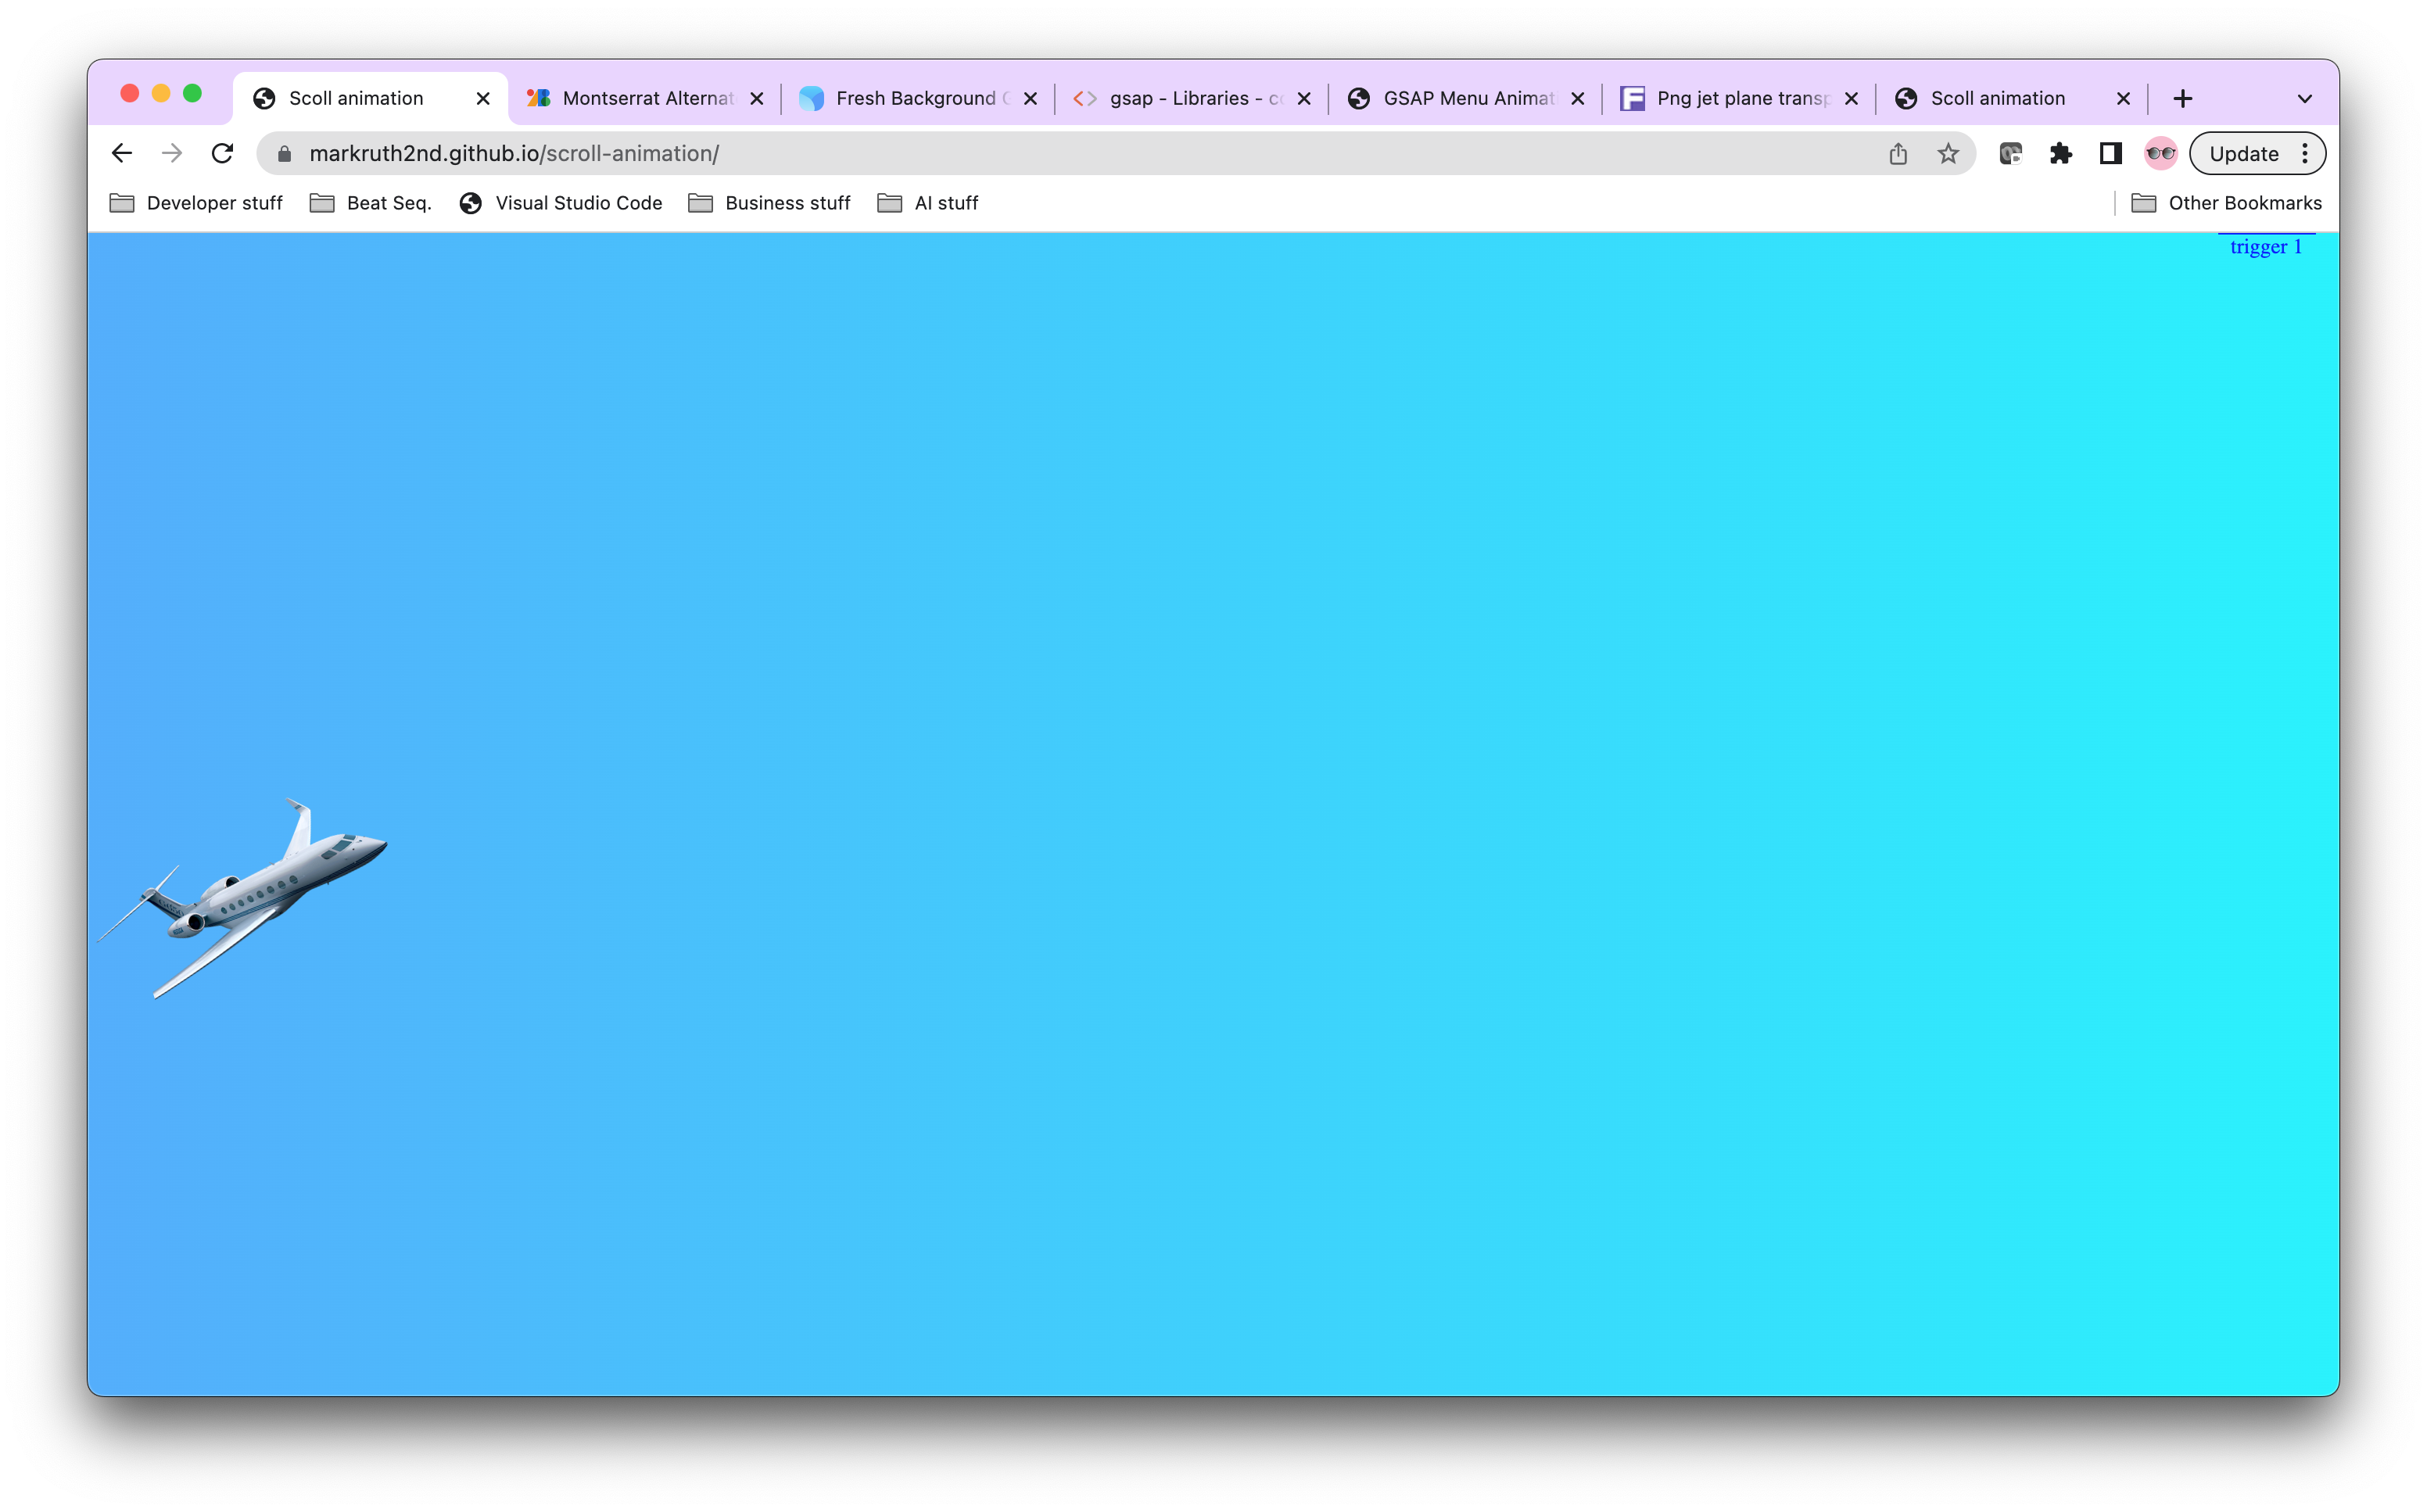 Scoll animation
Montserrat Alternat
Fresh Background
gsap - Libraries - c
GSAP Menu Animat
Png jet plane transp
Scoll animation
markruth2nd.github.io/scroll-animation/
Update
Developer stuff
Beat Seq.
Visual Studio Code
Business stuff
AI stuff
Other Bookmarks
trigger 1